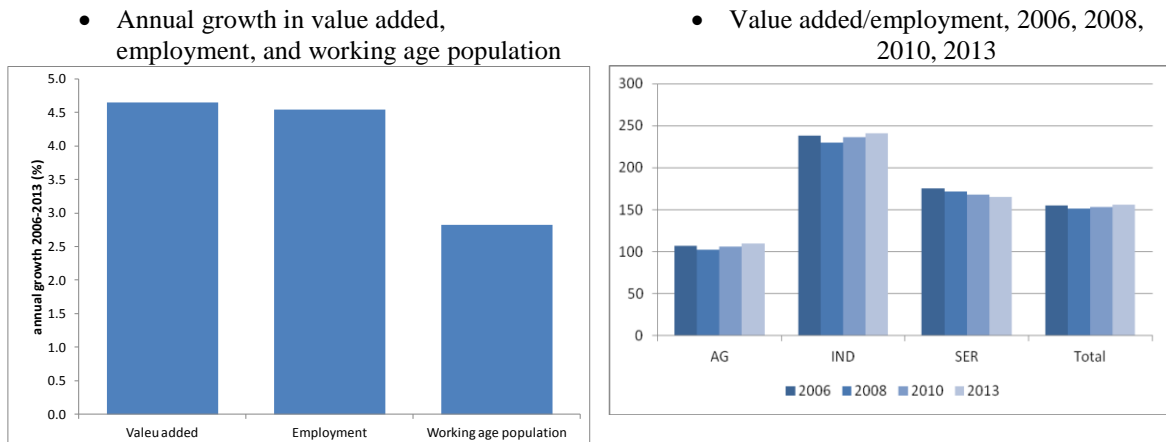 • Annual growth in value added,
employment, and working age population
5.0
4.5
4.0
3.5
3.0
2.5
2.0
1.5
1.0
0.5
0.0
annual growth 2006-2013 (%)
Valeu added Employment Working age population
• Value added/employment, 2006, 2008,
2010, 2013
300
250
200
150
100
50
0
AG IND SER Total
2006 2008 2010 2013